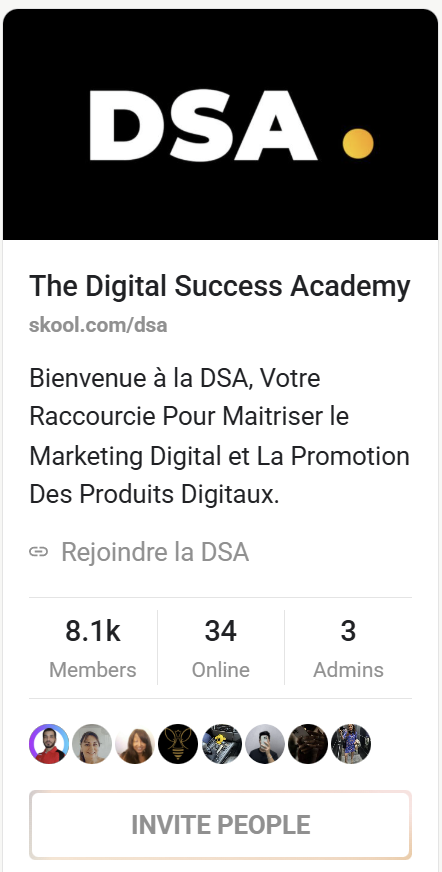 DSA.
The Digital Success Academy
skool.com/dsa
Bienvenue à la DSA, Votre
Raccourcie Pour Maitriser le
Marketing Digital et La Promotion
Des Produits Digitaux.
Rejoindre la DSA
8.1k 34 3
Members Online Admins
INVITE PEOPLE